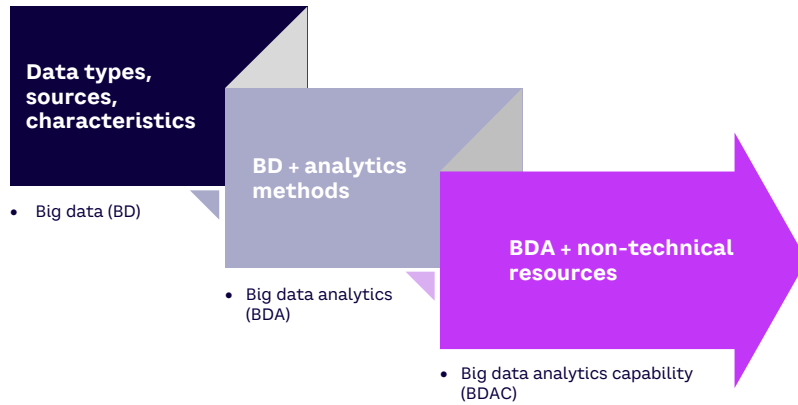 Data types,
sources,
characteristics
• Big data (BD)
BD + analytics
methods
• Big data analytics
(BDA)
BDA + non-technical
resources
• Big data analytics capability
(BDAC)